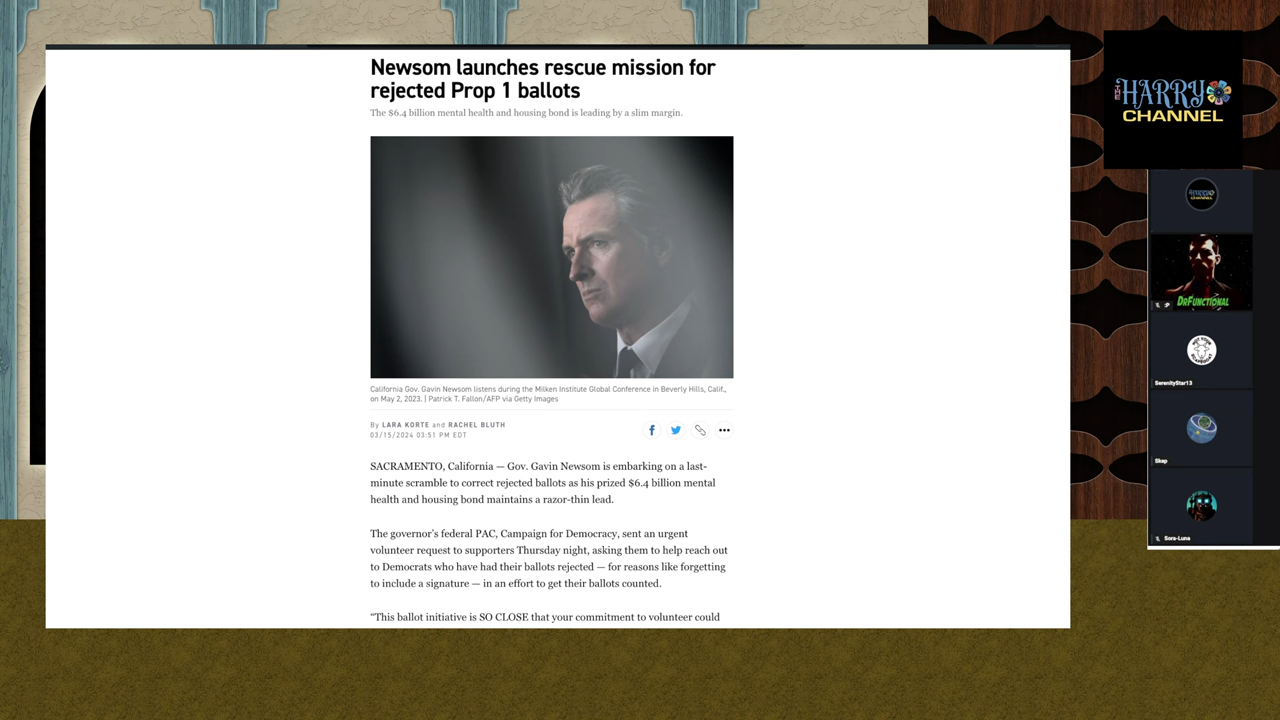 Newsom launches rescue mission for
rejected Prop 1 ballots
The $6.4 billion mental health and housing bond is leading by a slim margin.
California Gov. Gavin Newsom listens during the Milken Institute Global Conference in Beverly Hills, Calif.,
on May 2, 2023. | Patrick T. Fallon/AFP via Getty Images
By LARA KORTE and RACHEL BLUTH
03/15/2024 03:51 PM EDT
SACRAMENTO, California — Gov. Gavin Newsom is embarking on a last-
minute scramble to correct rejected ballots as his prized $6.4 billion mental
health and housing bond maintains a razor-thin lead.
The governor's federal PAC, Campaign for Democracy, sent an urgent
volunteer request to supporters Thursday night, asking them to help reach out
to Democrats who have had their ballots rejected — for reasons like forgetting
to include a signature — in an effort to get their ballots counted.
“This ballot initiative is SO CLOSE that your commitment to volunteer could
THE HARRY
CHANNEL
HARRY
CHANNEL
DRFUNCTIONAL
NOT YOUR
SCAPEGOAT
SerenityStar13
Skep
Sora-Luna